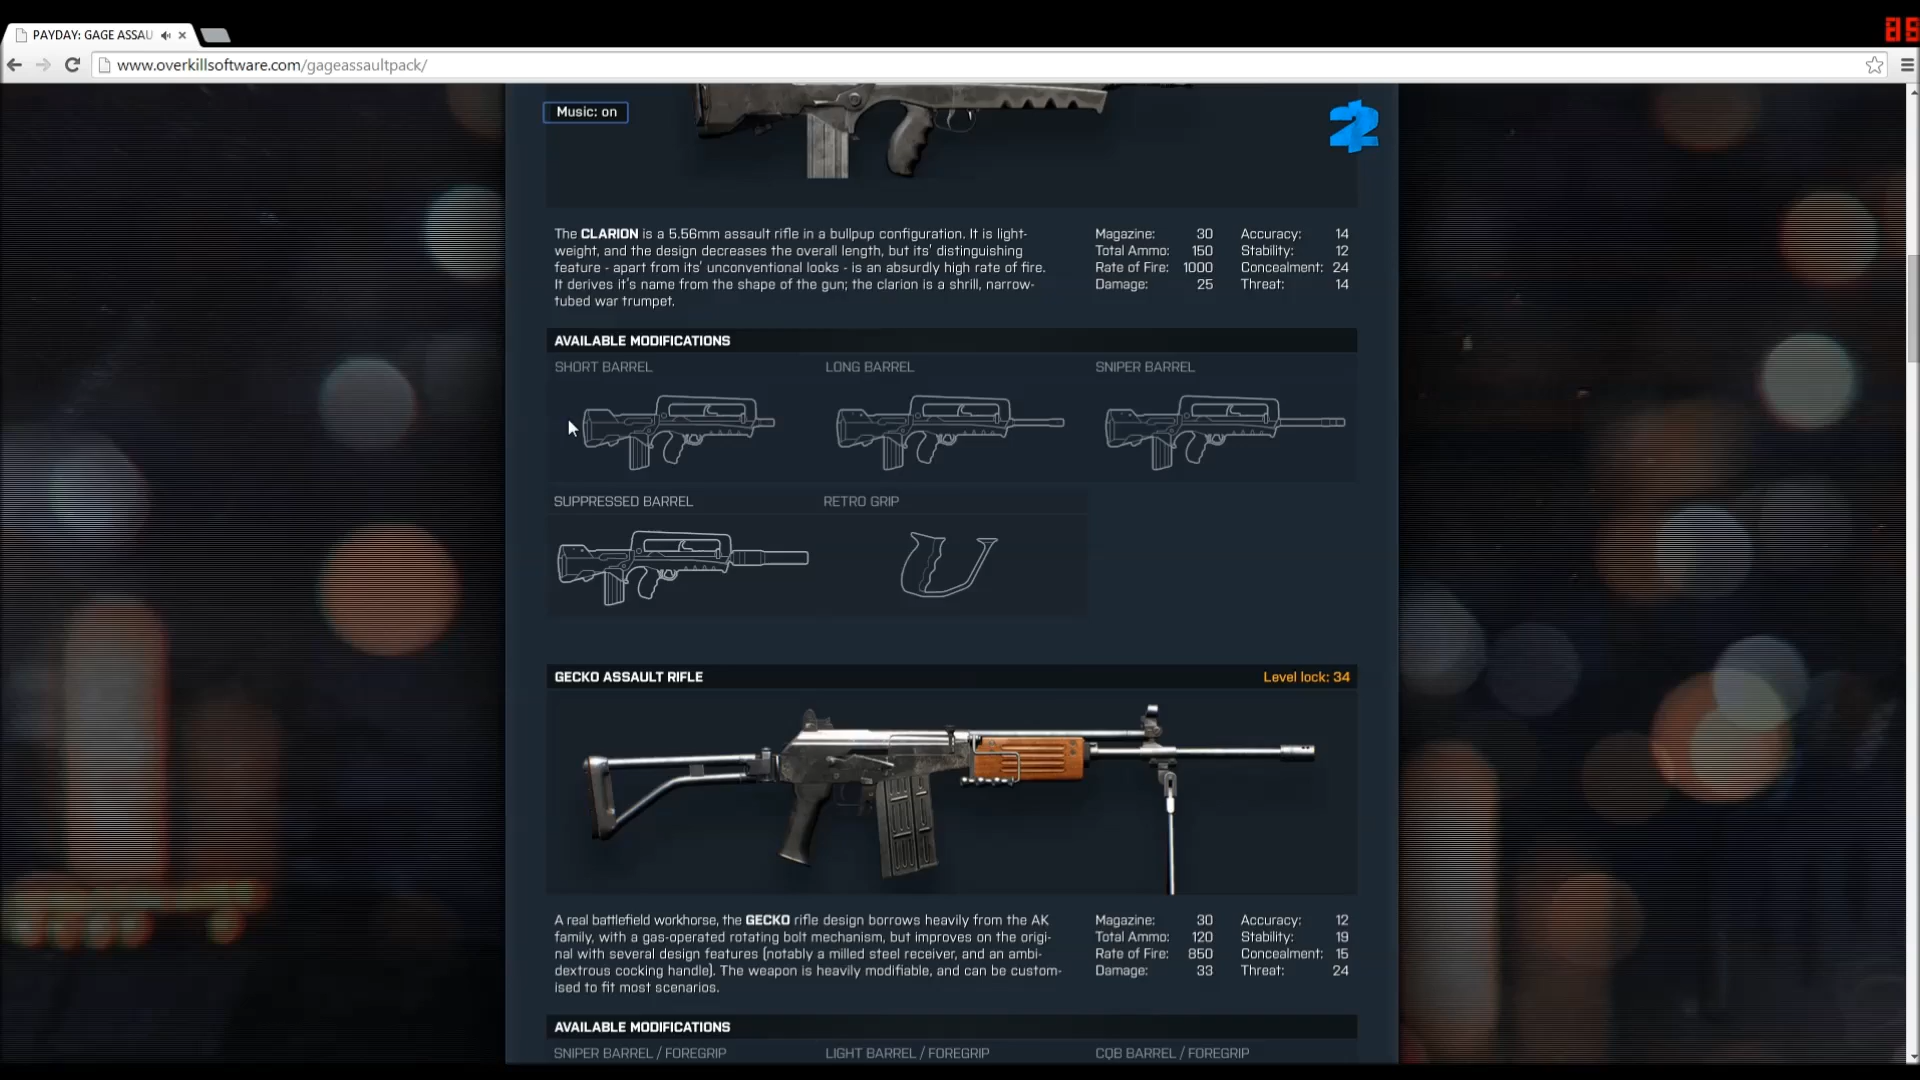 PAYDAY: GAGE ASSAU
www.overkillsoftware.com/gageassaultpack/
Music: on
2
The CLARION is a 5.56mm assault rifle in a bullpup configuration. It is light-
weight, and the design decreases the overall length, but its' distinguishing
feature - apart from its' unconventional looks - is an absurdly high rate of fire.
It derives it's name from the shape of the gun; the clarion is a shrill, narrow-
tubed war trumpet.
Magazine: 30 Accuracy: 14
Total Ammo: 150 Stability: 12
Rate of Fire: 1000 Concealment: 24
Damage: 25 Threat: 14
AVAILABLE MODIFICATIONS
SHORT BARREL LONG BARREL SNIPER BARREL
SUPPRESSED BARREL RETRO GRIP
GECKO ASSAULT RIFLE Level lock: 34
A real battlefield workhorse, the GECKO rifle design borrows heavily from the AK
family, with a gas-operated rotating bolt mechanism, but improves on the origi-
nal with several design features (notably a milled steel receiver, and an ambi-
dextrous cocking handle). The weapon is heavily modifiable, and can be custom-
ised to fit most scenarios.
Magazine: 30 Accuracy: 12
Total Ammo: 120 Stability: 19
Rate of Fire: 850 Concealment: 15
Damage: 33 Threat: 24
AVAILABLE MODIFICATIONS
SNIPER BARREL / FOREGRIP LIGHT BARREL / FOREGRIP CQB BARREL / FOREGRIP